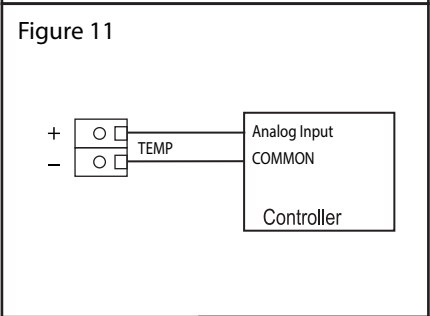 Figure 11
+
TEMP
Analog Input
–
COMMON
Controller